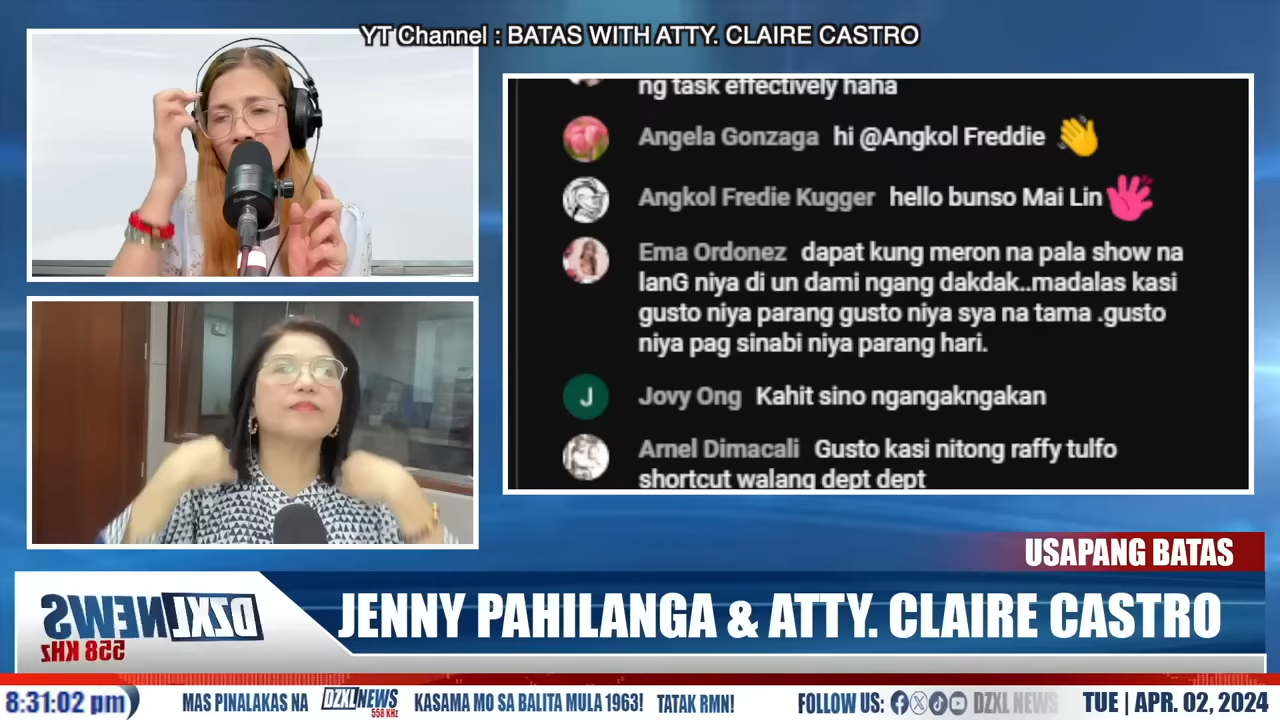 YT Channel : BATAS WITH ATTY. CLAIRE CASTRO
ng task effectively haha
Angela Gonzaga hi @Angkol Freddie 👋
Angkol Fredie Kugger hello bunso Mai Lin
Ema Ordonez dapat kung meron na pala show na
lanG niya di un dami ngang dakdak..madalas kasi
gusto niya parang gusto niya sya na tama .gusto
niya pag sinabi niya parang hari.
J Jovy Ong Kahit sino ngangakngakan
Arnel Dimacali Gusto kasi nitong raffy tulfo
shortcut walang dept dept
USAPANG BATAS
DZXL NEWS
558 KHz
JENNY PAHILANGA & ATTY. CLAIRE CASTRO
8:31:02 pm MAS PINALAKAS NA DZXL NEWS 558 KHz KASAMA MO SA BALITA MULA 1963! TATAK RMN! FOLLOW US: DZXL NEWS TUE | APR. 02, 2024